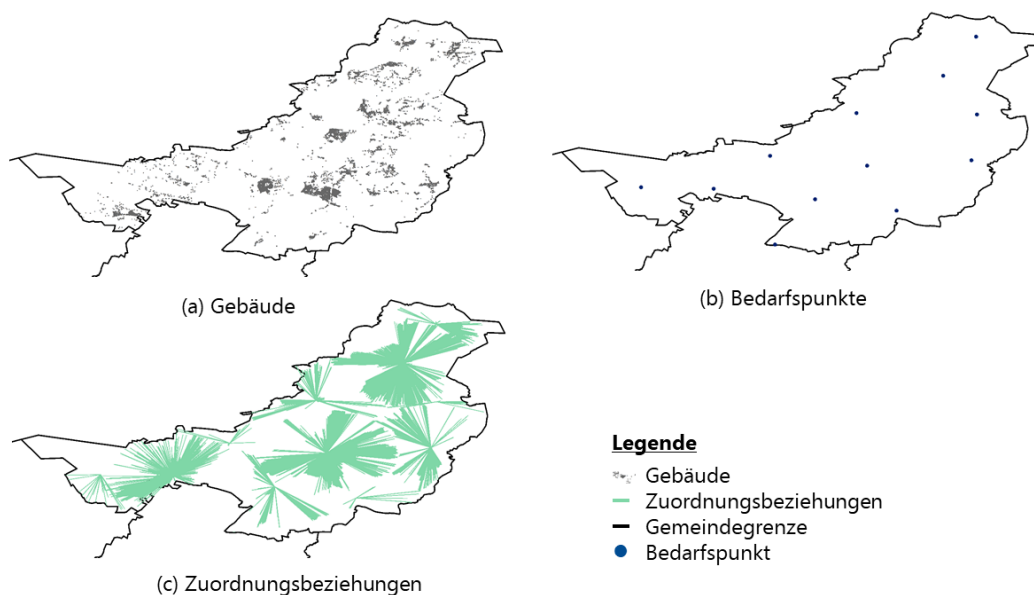 (a) Gebäude
(b) Bedarfspunkte
(c) Zuordnungsbeziehungen
Legende
Gebäude
Zuordnungsbeziehungen
Gemeindegrenze
Bedarfspunkt